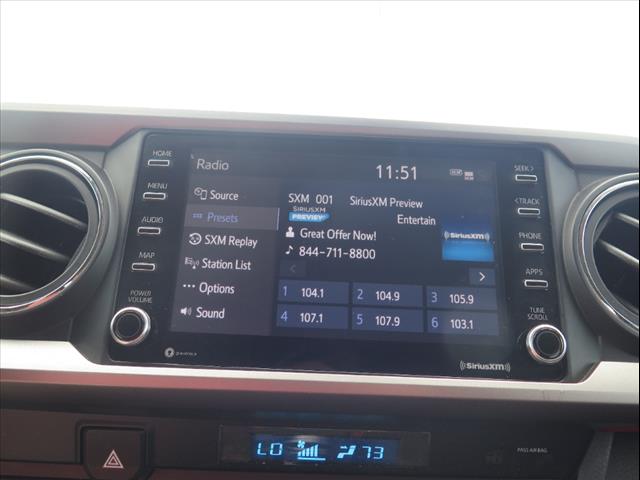 HOME
MENU
AUDIO
MAP
POWER
VOLUME
Radio
11:51
Source
Presets
SXM Replay
Station List
Options
Sound
SXM 001 SiriusXM Preview
SIRIUSXM
PREVIEW
Entertain
Great Offer Now!
844-711-8800
SiriusXM
1 104.1
2 104.9
3 105.9
4 107.1
5 107.9
6 103.1
SEEK >
< TRACK
PHONE
APPS
TUNE
SCROLL
SiriusXM
LO 73
PASS AIR BAG